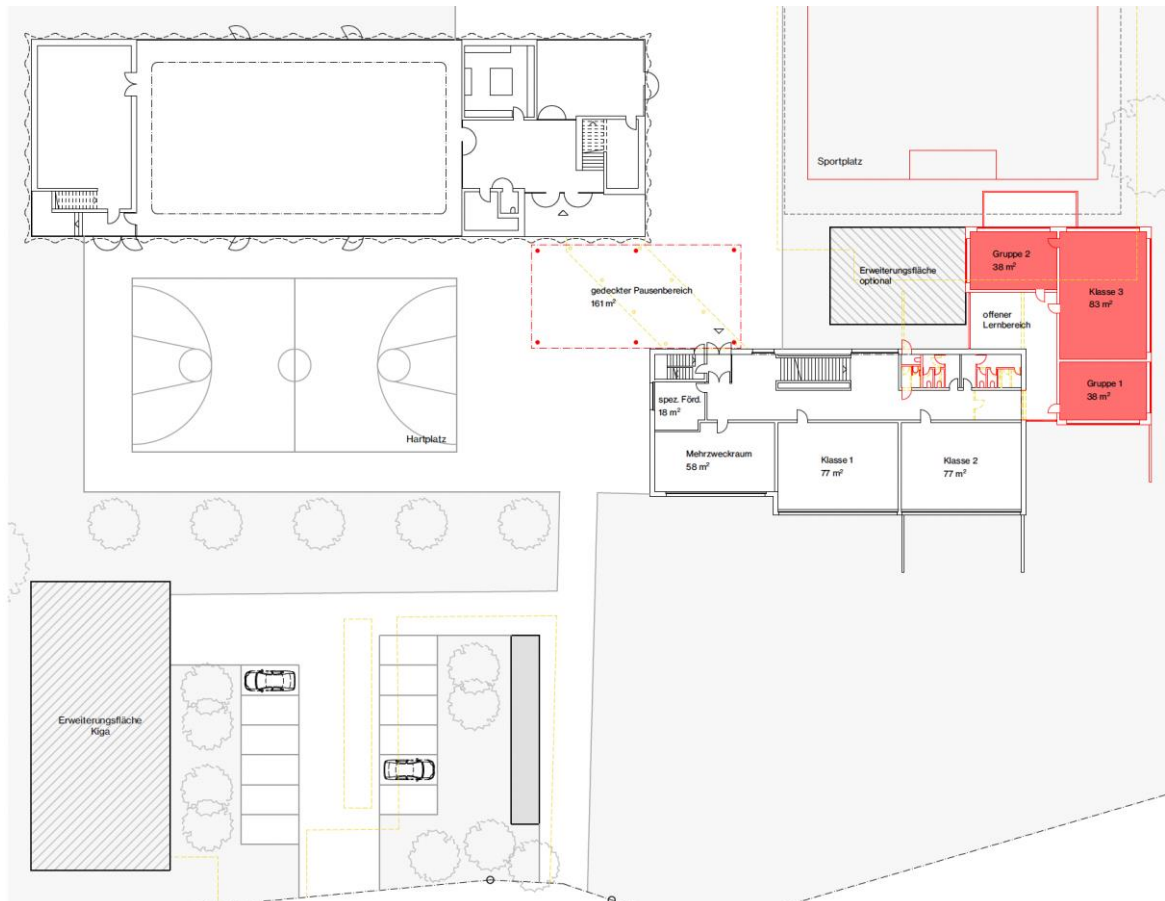 Sportplatz
Gruppe 2
38 m²
Erweiterungsfläche
optional
Klasse 3
83 m²
gedeckter Pausenbereich
161 m²
offener
Lernbereich
Gruppe 1
38 m²
spez. Förd.
18 m²
Hartplatz
Mehrzweckraum
58 m²
Klasse 1
77 m²
Klasse 2
77 m²
Erweiterungsfläche
Kiga